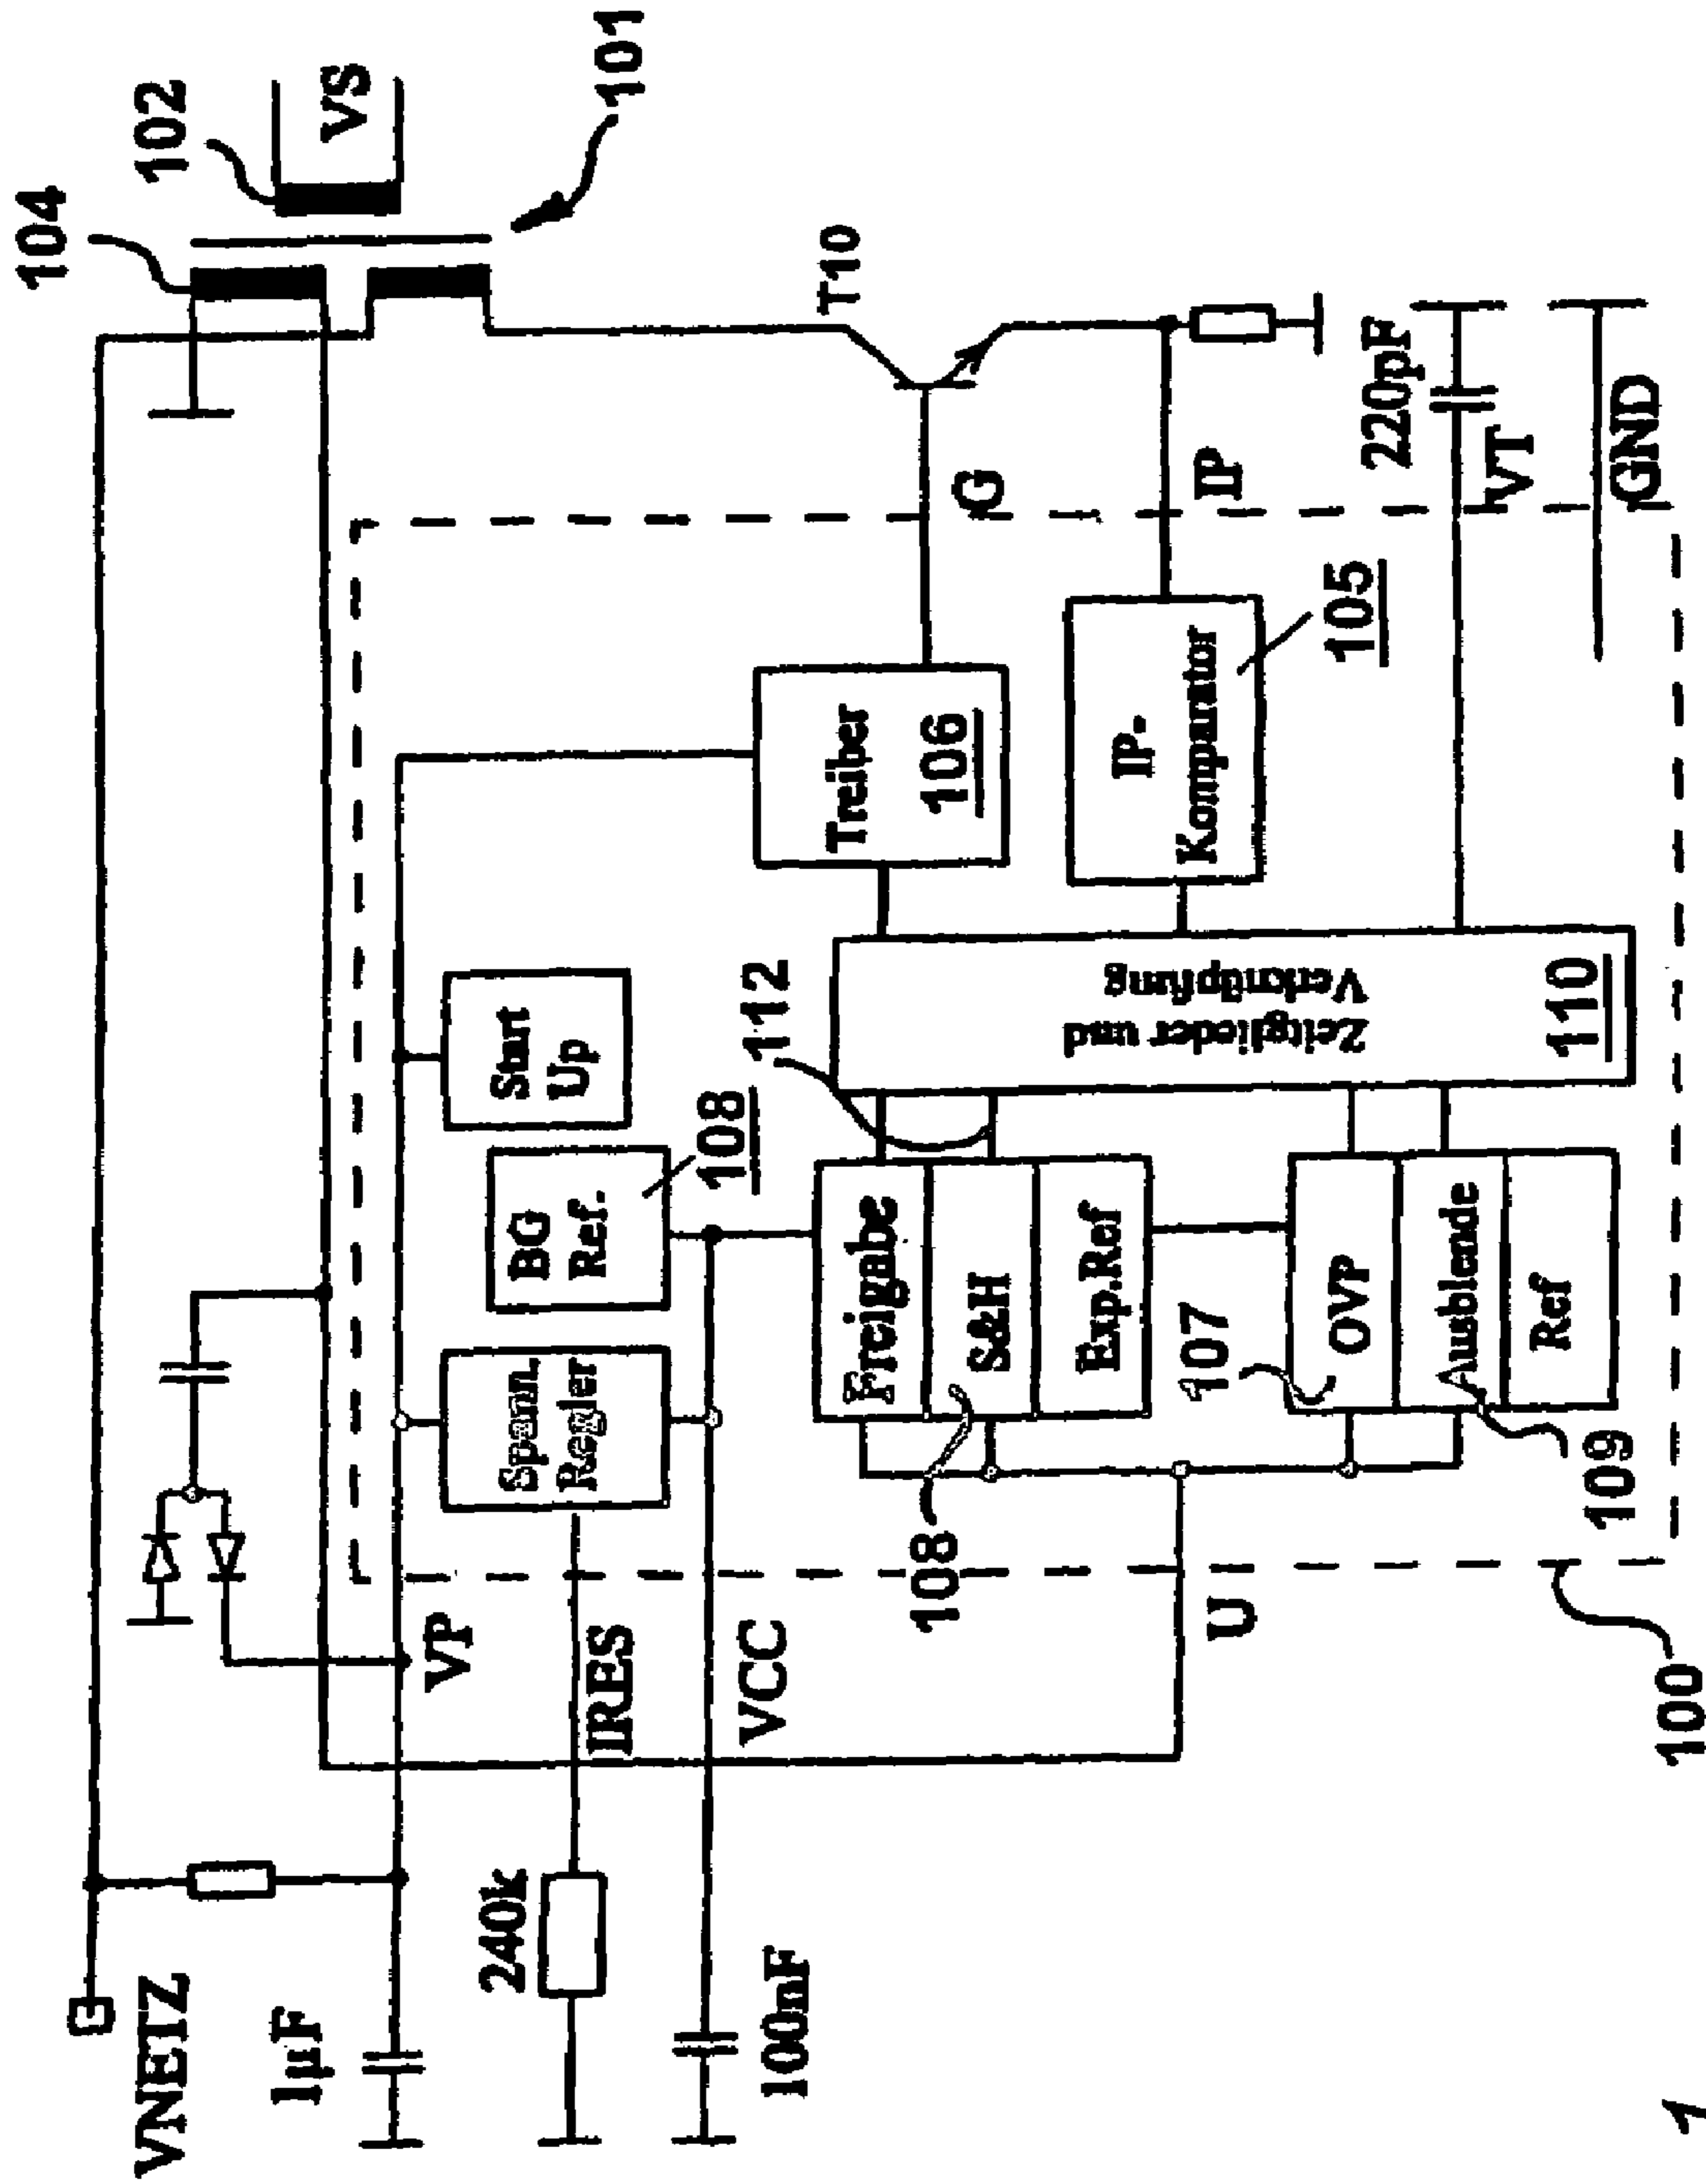 104
102
VS
101
VNETZ
1µF
VP
240k
IRES
VCC
100nF
Spann.
Regler
BG
Ref.
108
Start
Up
Treiber
106
T10
G
IP-
Komparator
105
IP
220pF
VT
GND
112
Zeitglieder und
Verknüpfung
110
Freigabe
S&H
Exp.Ref
108
107
OVP
Ausblende
Ref
109
U
100
1